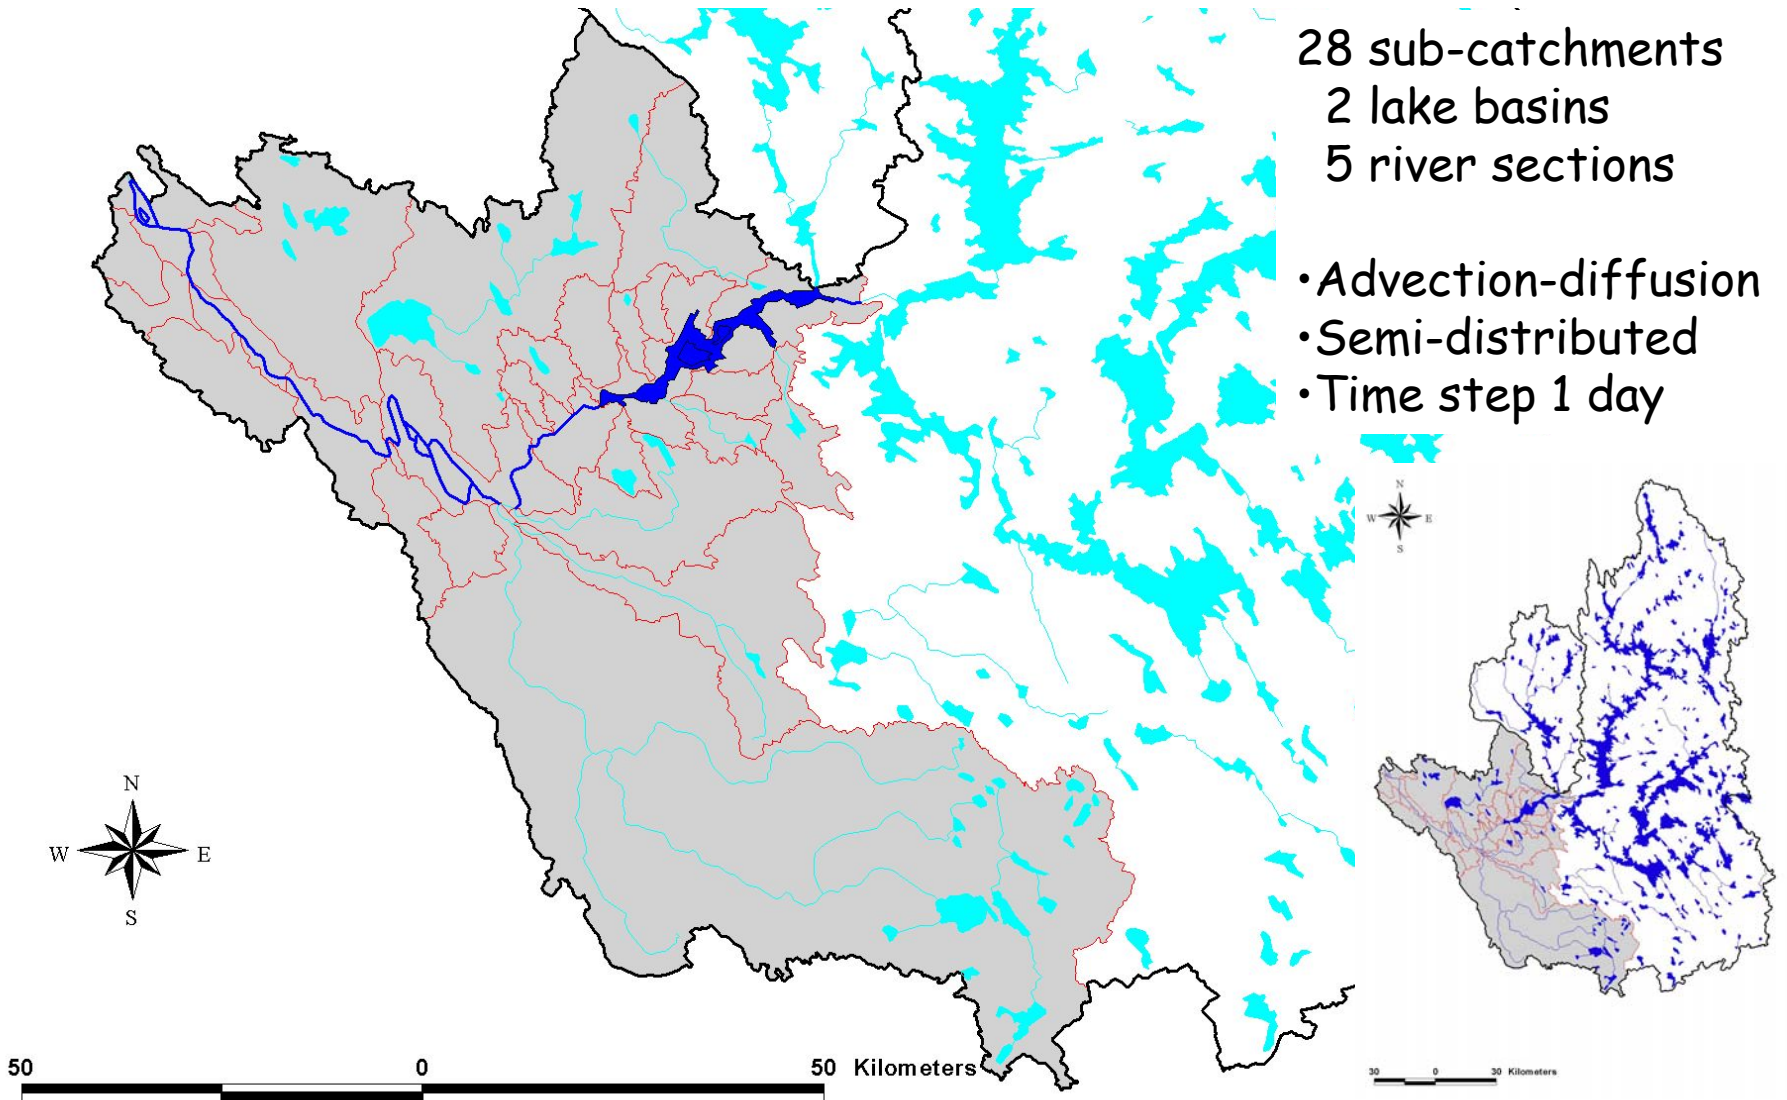 28 sub-catchments
2 lake basins
5 river sections
•Advection-diffusion
•Semi-distributed
•Time step 1 day
N
W E
S
N
W E
S
50 0 50 Kilometers
30 0 30 Kilometers